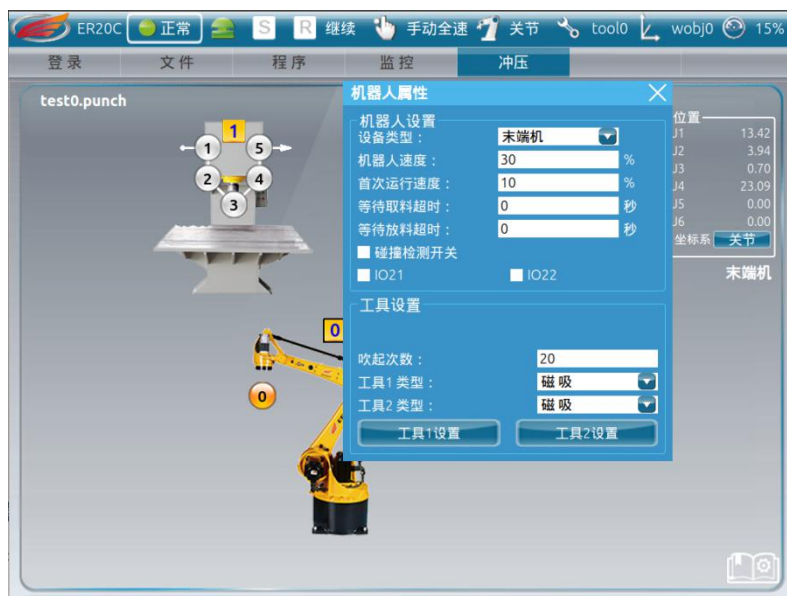 ER20C 正常 S R 继续 手动全速 关节 tool0 wobj0 15%
登录 文件 程序 监控 冲压
test0.punch
1
1 5
2 4
3
0
0
机器人属性
机器人设置
设备类型： 末端机
机器人速度： 30 %
首次运行速度： 10 %
等待取料超时： 0 秒
等待放料超时： 0 秒
碰撞检测开关
IO21 IO22
工具设置
吹起次数： 20
工具1 类型： 磁 吸
工具2 类型： 磁 吸
工具1设置 工具2设置
位置
J1 13.42
J2 3.94
J3 0.70
J4 23.09
J5 0.00
J6 0.00
坐标系 关节
末端机